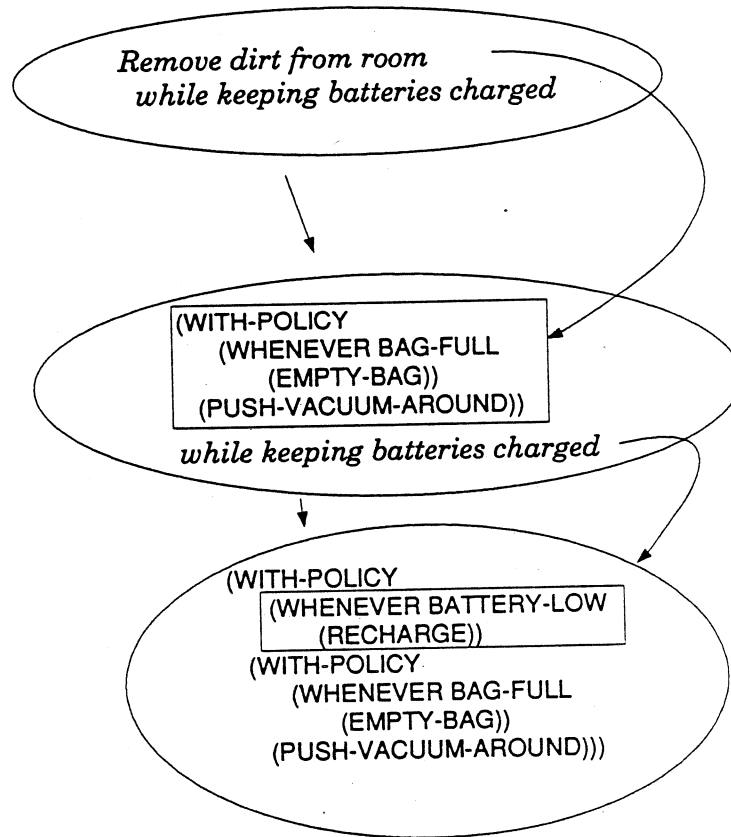 Remove dirt from room
while keeping batteries charged
(WITH-POLICY
(WHENEVER BAG-FULL
(EMPTY-BAG))
(PUSH-VACUUM-AROUND))
while keeping batteries charged
(WITH-POLICY
(WHENEVER BATTERY-LOW
(RECHARGE))
(WITH-POLICY
(WHENEVER BAG-FULL
(EMPTY-BAG))
(PUSH-VACUUM-AROUND)))